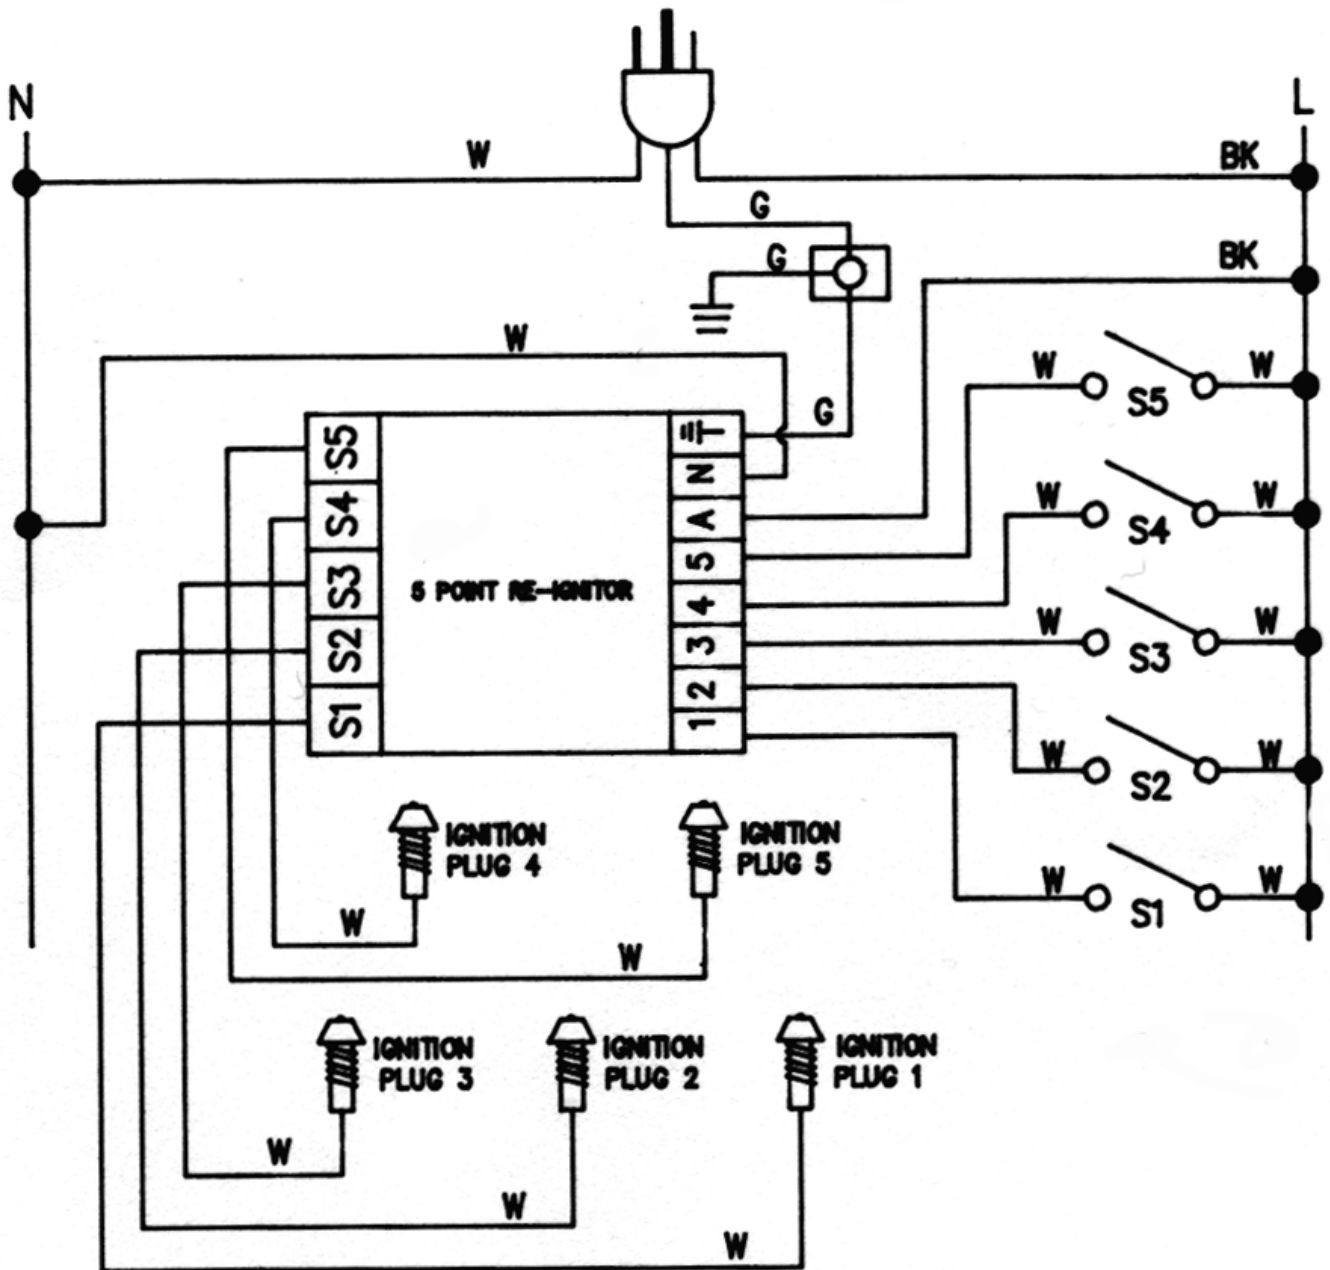 N
L
W
BK
G
G
BK
W
G
W
S5
W
W
S4
W
W
S3
W
W
S2
W
W
S1
W
S5
S4
S3
S2
S1
5 POINT RE-IGNITOR
N
A
5
4
3
2
1
IGNITION
PLUG 4
IGNITION
PLUG 5
W
W
IGNITION
PLUG 3
IGNITION
PLUG 2
IGNITION
PLUG 1
W
W
W